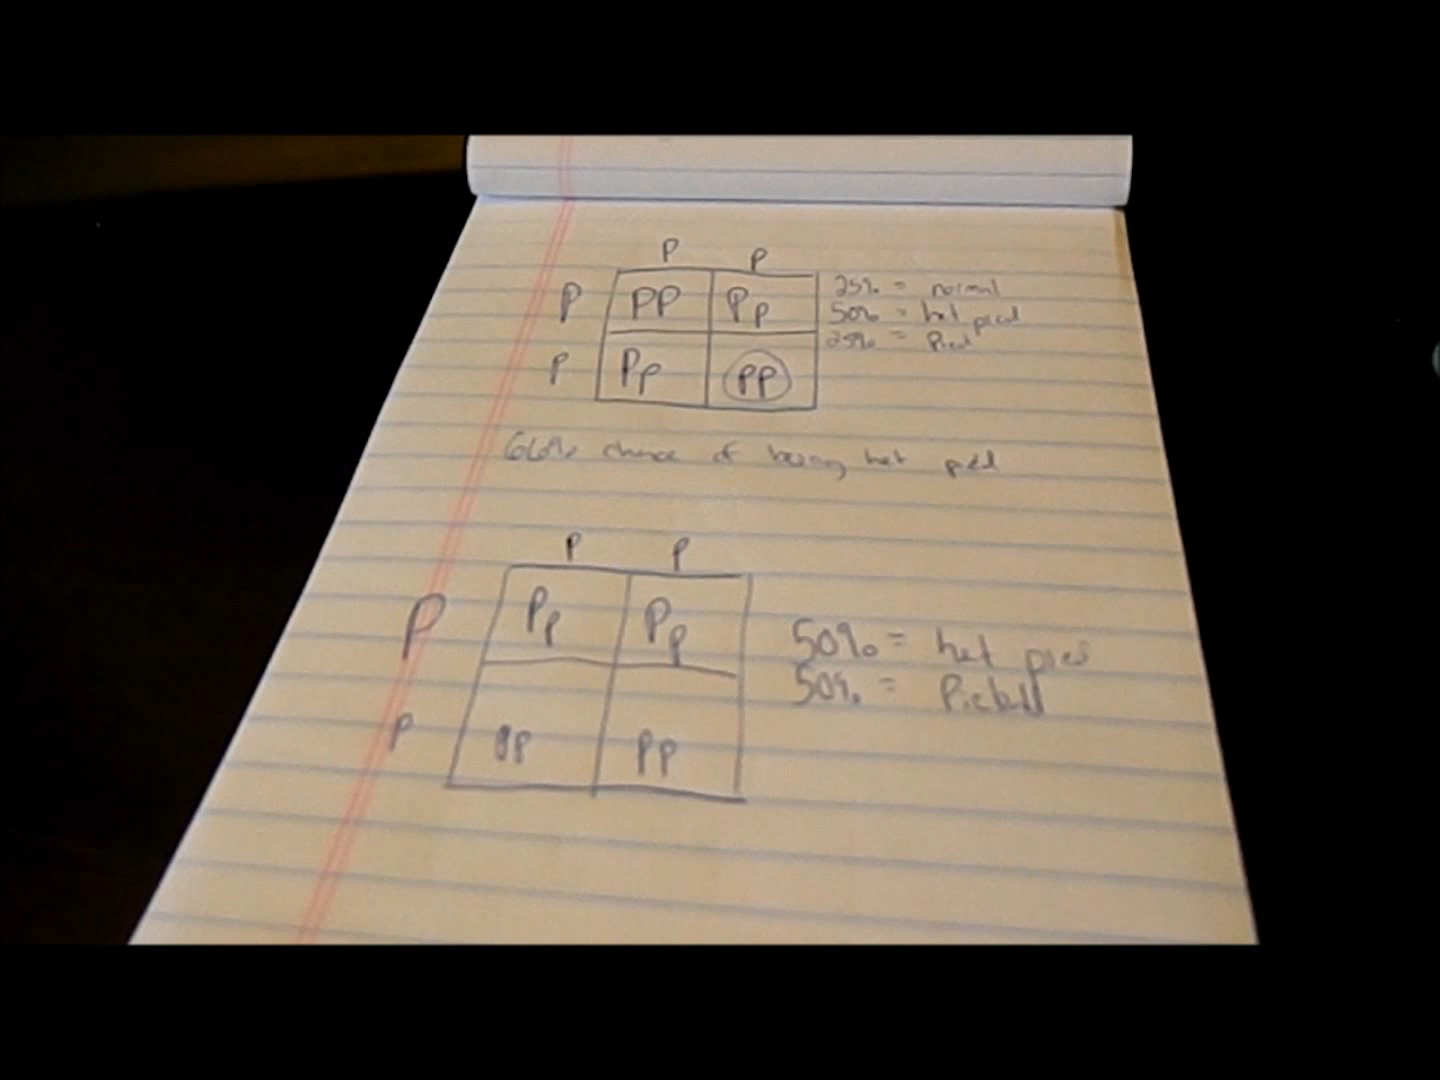 P p
P PP Pp
p Pp pp
25% = normal
50% = het pied
25% = Pied
66% chance of being het pied
p p
P Pp Pp
p pp pp
50% = het pied
50% = Piebald